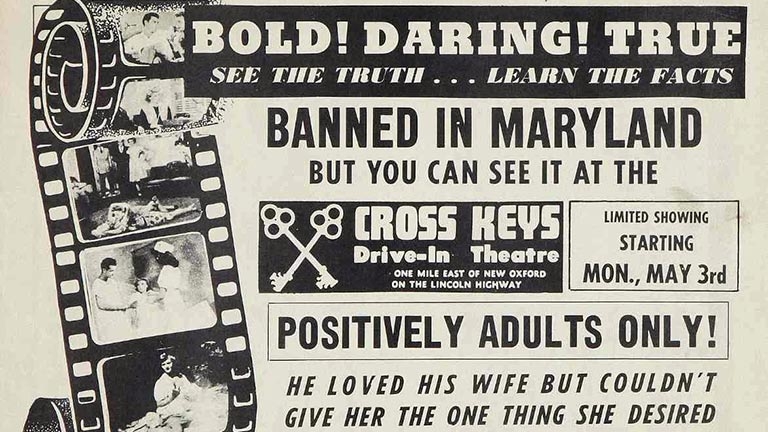 BOLD! DARING! TRUE
SEE THE TRUTH . . . LEARN THE FACTS
BANNED IN MARYLAND
BUT YOU CAN SEE IT AT THE
CROSS KEYS
Drive-In Theatre
ONE MILE EAST OF NEW OXFORD
ON THE LINCOLN HIGHWAY
LIMITED SHOWING
STARTING
MON., MAY 3rd
POSITIVELY ADULTS ONLY!
HE LOVED HIS WIFE BUT COULDN'T
GIVE HER THE ONE THING SHE DESIRED